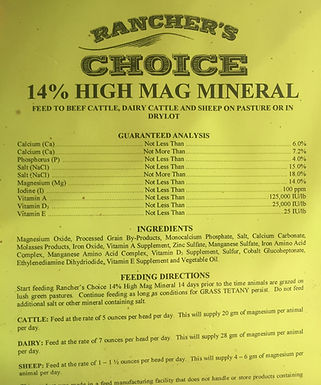 RANCHER'S
CHOICE
14% HIGH MAG MINERAL
FEED TO BEEF CATTLE, DAIRY CATTLE AND SHEEP ON PASTURE OR IN
DRYLOT
GUARANTEED ANALYSIS
Calcium (Ca) Not Less Than 6.0%
Calcium (Ca) Not More Than 7.2%
Phosphorus (P) Not Less Than 4.0%
Salt (NaCl) Not Less Than 15.0%
Salt (NaCl) Not More Than 18.0%
Magnesium (Mg) Not Less Than 14.0%
Iodine (I) Not Less Than 100 ppm
Vitamin A Not Less Than 125,000 IU/lb
Vitamin D3 Not Less Than 25,000 IU/lb
Vitamin E Not Less Than 25 IU/lb
INGREDIENTS
Magnesium Oxide, Processed Grain By-Products, Monocalcium Phosphate, Salt, Calcium Carbonate,
Molasses Products, Iron Oxide, Vitamin A Supplement, Zinc Sulfate, Manganese Sulfate, Iron Amino Acid
Complex, Manganese Amino Acid Complex, Vitamin D3 Supplement, Sulfur, Cobalt Glucoheptonate,
Ethylenediamine Dihydriodide, Vitamin E Supplement and Vegetable Oil.
FEEDING DIRECTIONS
Start feeding Rancher's Choice 14% High Mag Mineral 14 days prior to the time animals are grazed on
lush green pastures. Continue feeding as long as conditions for GRASS TETANY persist. Do not feed
additional salt or other mineral containing salt.
CATTLE: Feed at the rate of 5 ounces per head per day. This will supply 20 gm of magnesium per animal
per day.
DAIRY: Feed at the rate of 7 ounces per head per day. This will supply 28 gm of magnesium per animal
per day.
SHEEP: Feed at the rate of 1 – 1 ½ ounces per head per day. This will supply 4 – 6 gm of magnesium per
animal per day.
made in a feed manufacturing facility that does not handle or store products containing